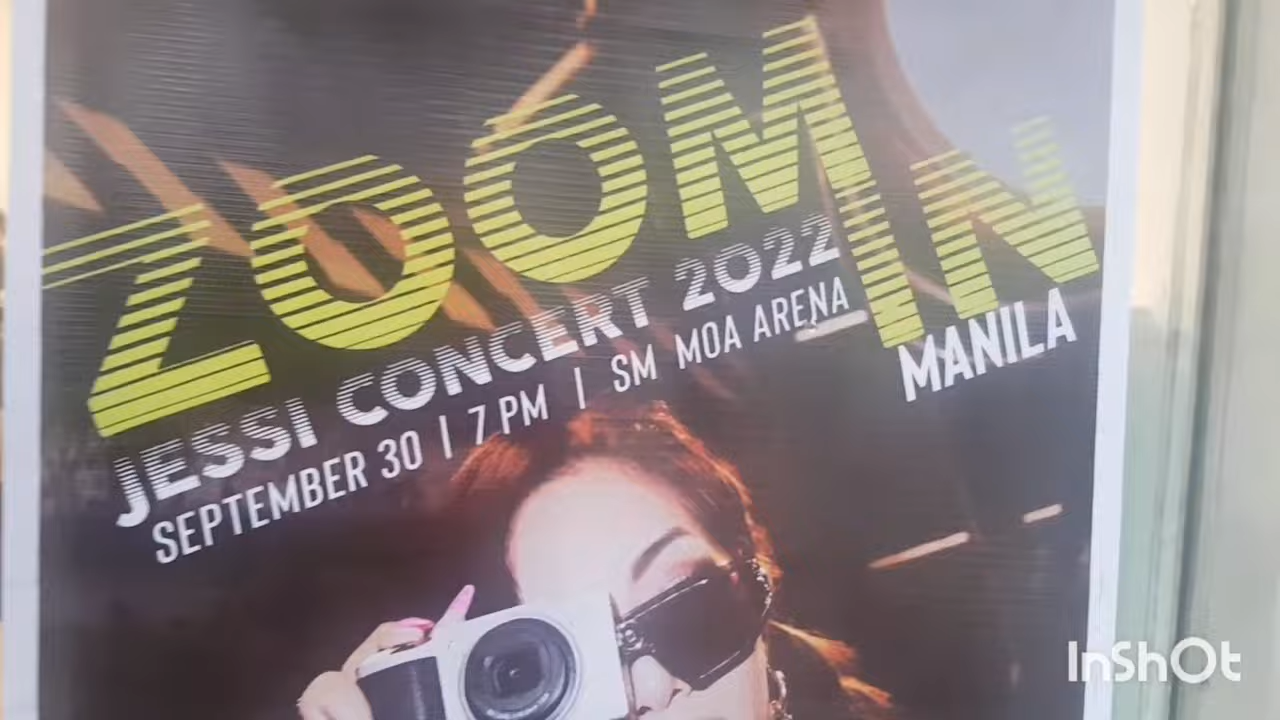 ZOOM IN
MANILA
JESSI CONCERT 2022
SEPTEMBER 30 | 7 PM | SM MOA ARENA
InShOt